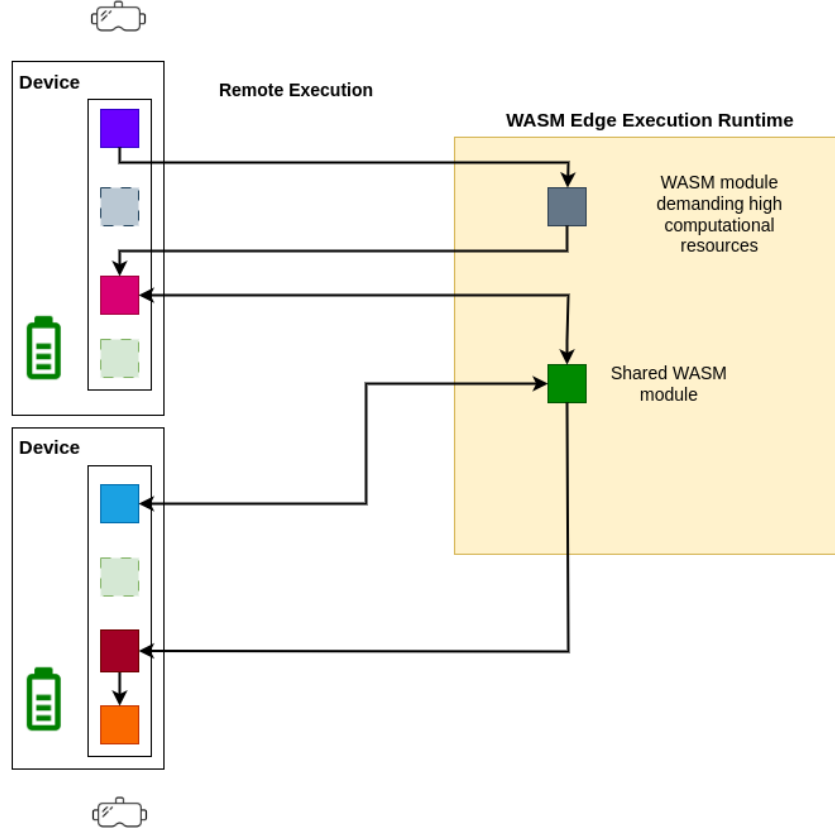 Device
Remote Execution
WASM Edge Execution Runtime
WASM module
demanding high
computational
resources
Shared WASM
module
Device